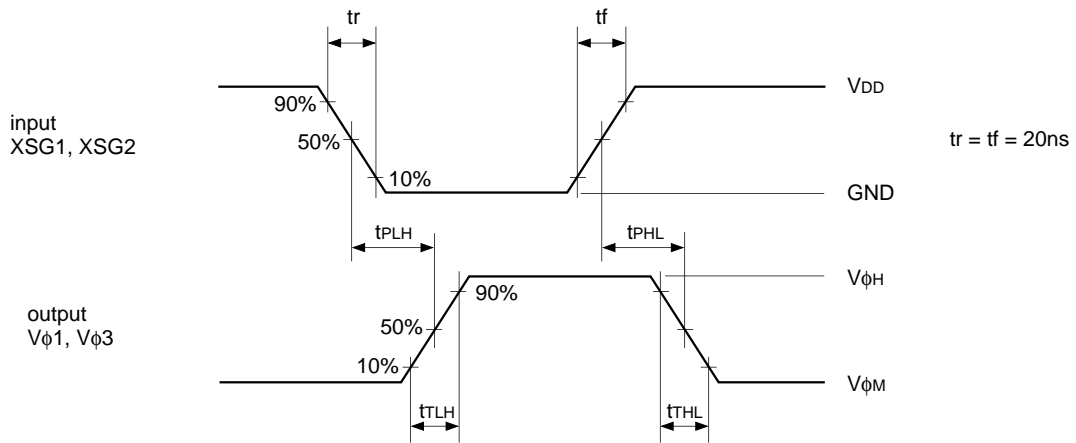 tr
tf
VDD
90%
input
XSG1, XSG2
50%
tr = tf = 20ns
10%
GND
tPLH
tPHL
VϕH
90%
output
Vϕ1, Vϕ3
50%
10%
VϕM
tTLH
tTHL